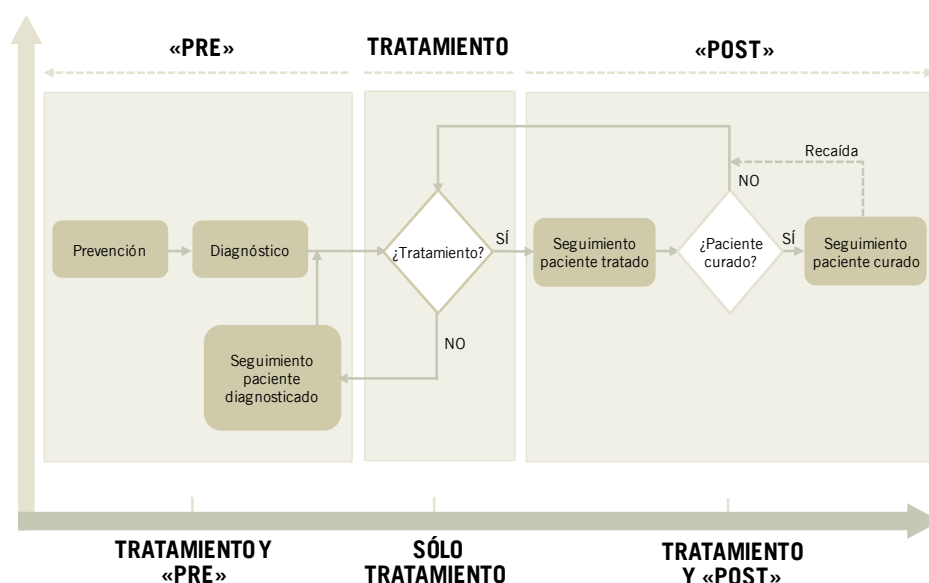 «PRE»
TRATAMIENTO
«POST»
Recaída
NO
Prevención
Diagnóstico
¿Tratamiento?
SÍ
Seguimiento
paciente tratado
¿Paciente
curado?
SÍ
Seguimiento
paciente curado
NO
Seguimiento
paciente
diagnosticado
TRATAMIENTO Y
«PRE»
SÓLO
TRATAMIENTO
TRATAMIENTO
Y «POST»